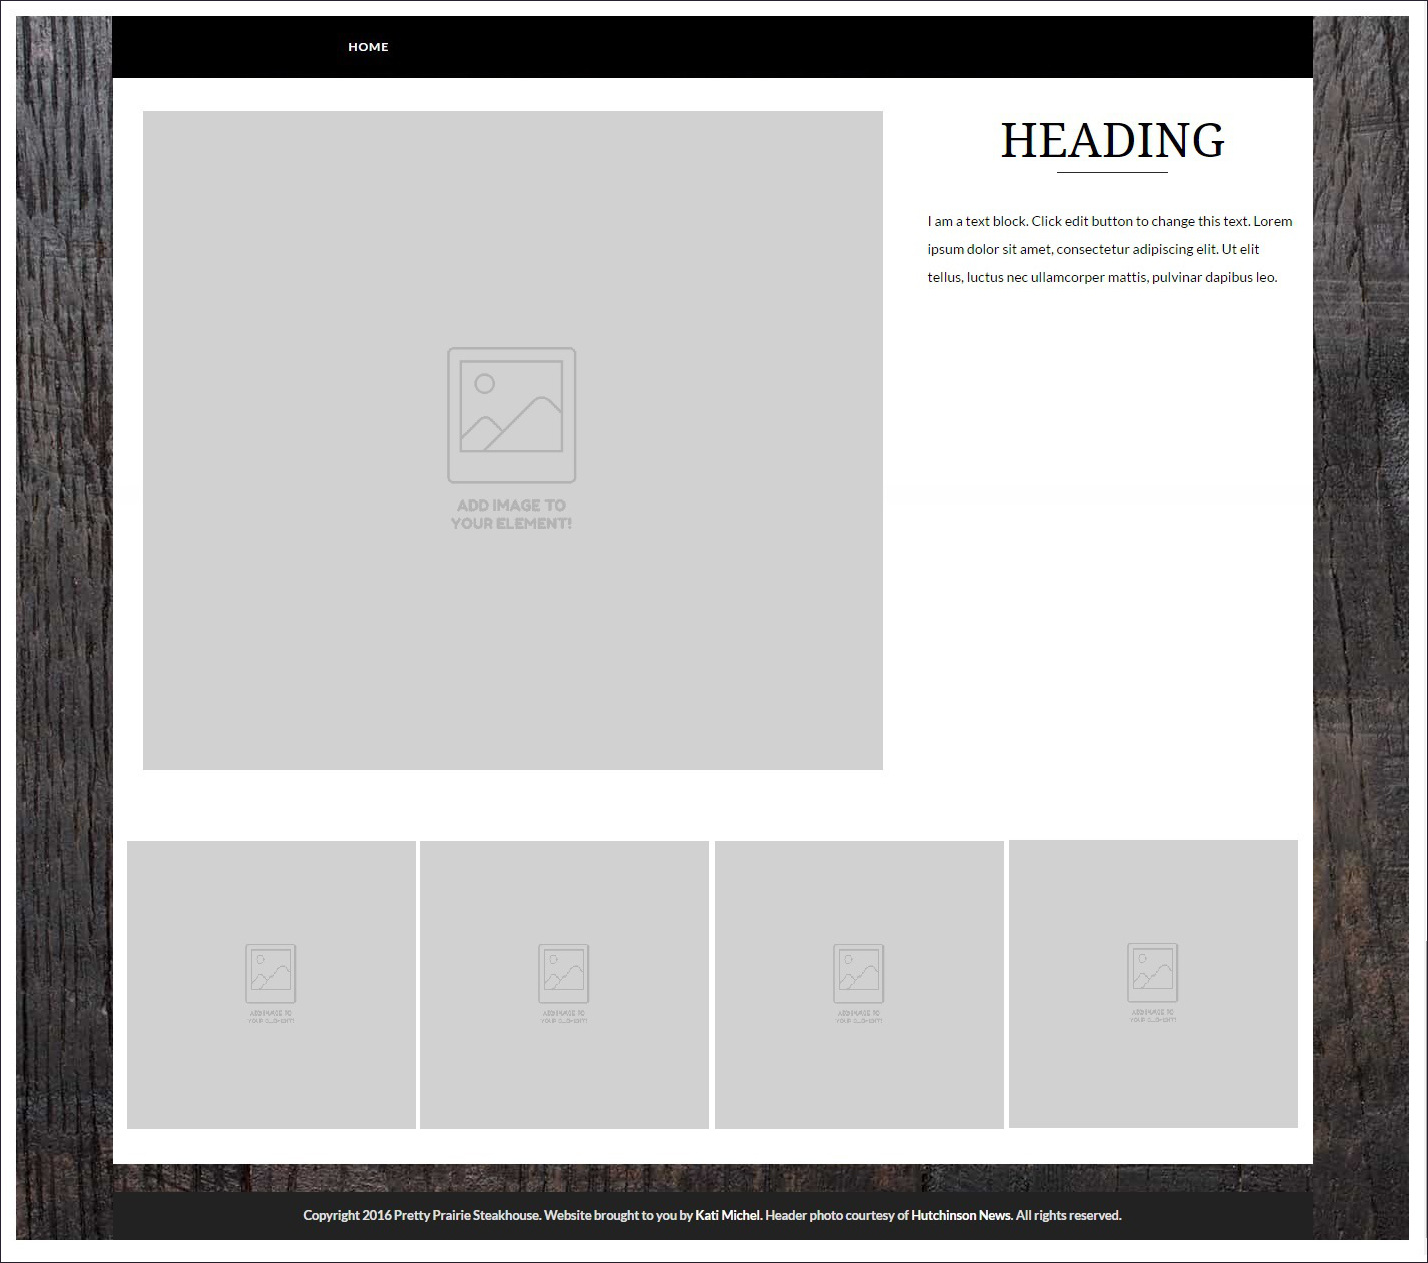 HOME
HEADING
I am a text block. Click edit button to change this text. Lorem
ipsum dolor sit amet, consectetur adipiscing elit. Ut elit
tellus, luctus nec ullamcorper mattis, pulvinar dapibus leo.
ADD IMAGE TO
YOUR ELEMENT!
ADD IMAGE TO
YOUR ELEMENT!
ADD IMAGE TO
YOUR ELEMENT!
ADD IMAGE TO
YOUR ELEMENT!
ADD IMAGE TO
YOUR ELEMENT!
Copyright 2016 Pretty Prairie Steakhouse. Website brought to you by Kati Michel. Header photo courtesy of Hutchinson News. All rights reserved.